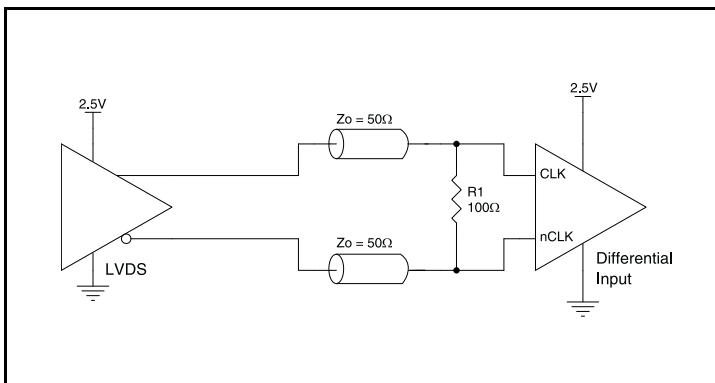 2.5V
2.5V
Zo = 50Ω
CLK
R1
100Ω
Zo = 50Ω
nCLK
LVDS
Differential
Input